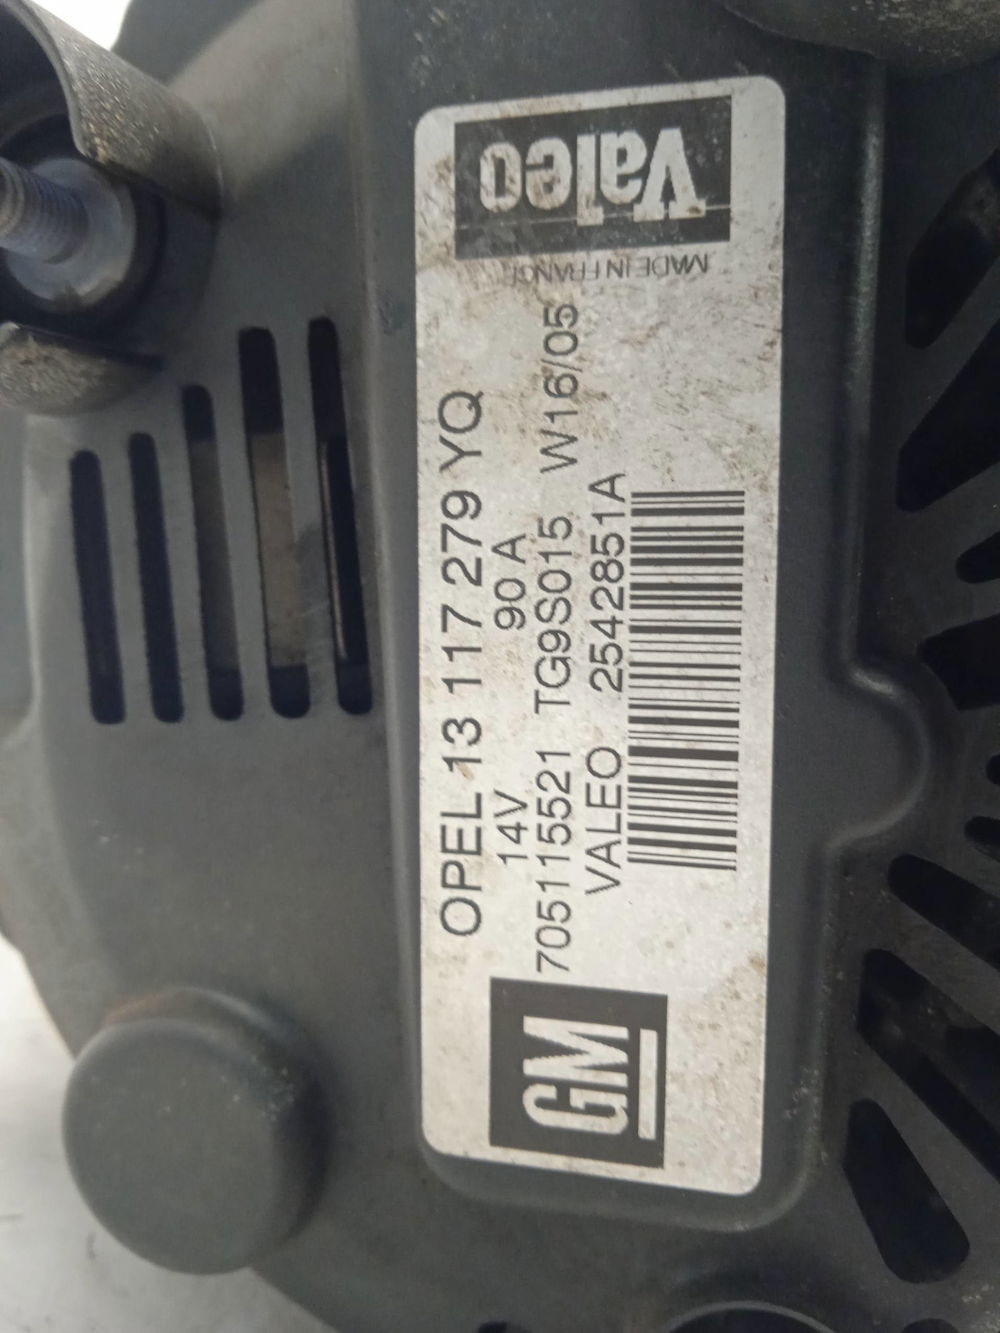 OPEL 13 117 279 YQ
14V 90 A
705115521 TG9S015 W16/05
VALEO 2542851A
GM
Valeo
MADE IN FRANCE